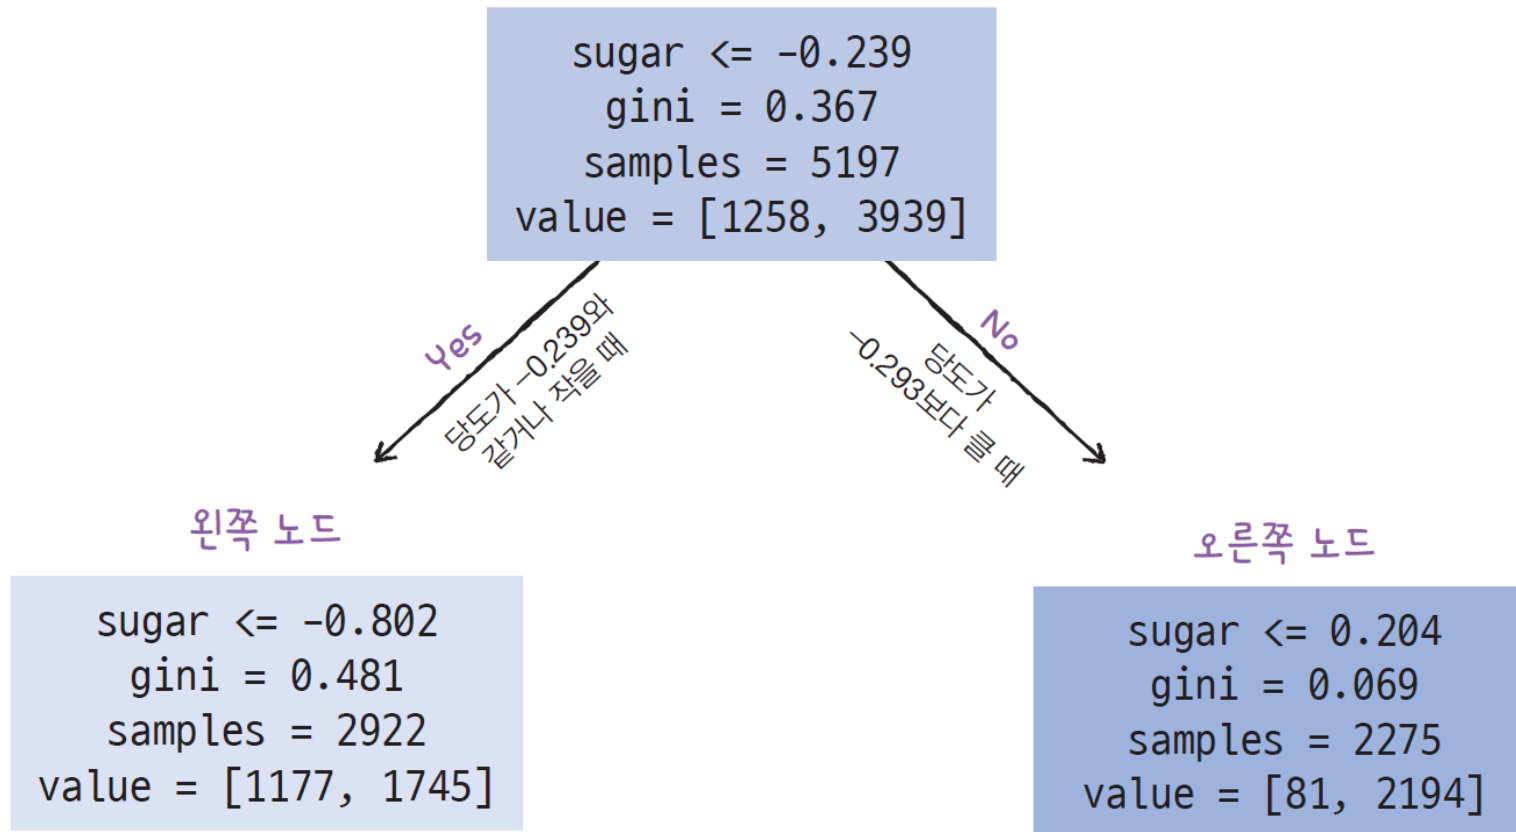 sugar <= -0.239
gini = 0.367
samples = 5197
value = [1258, 3939]
Yes
당도가 -0.239와
같거나 작을 때
No
당도가
-0.293보다 클 때
왼쪽 노드
sugar <= -0.802
gini = 0.481
samples = 2922
value = [1177, 1745]
오른쪽 노드
sugar <= 0.204
gini = 0.069
samples = 2275
value = [81, 2194]